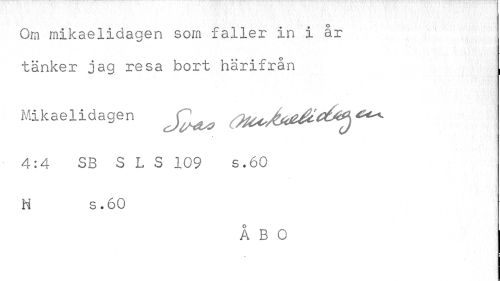 Om mikaelidagen som faller in i år
tänker jag resa bort härifrån
Mikaelidagen Svas mikaelidagen
4:4 SB S L S 109 s.60
N s.60
Å B O